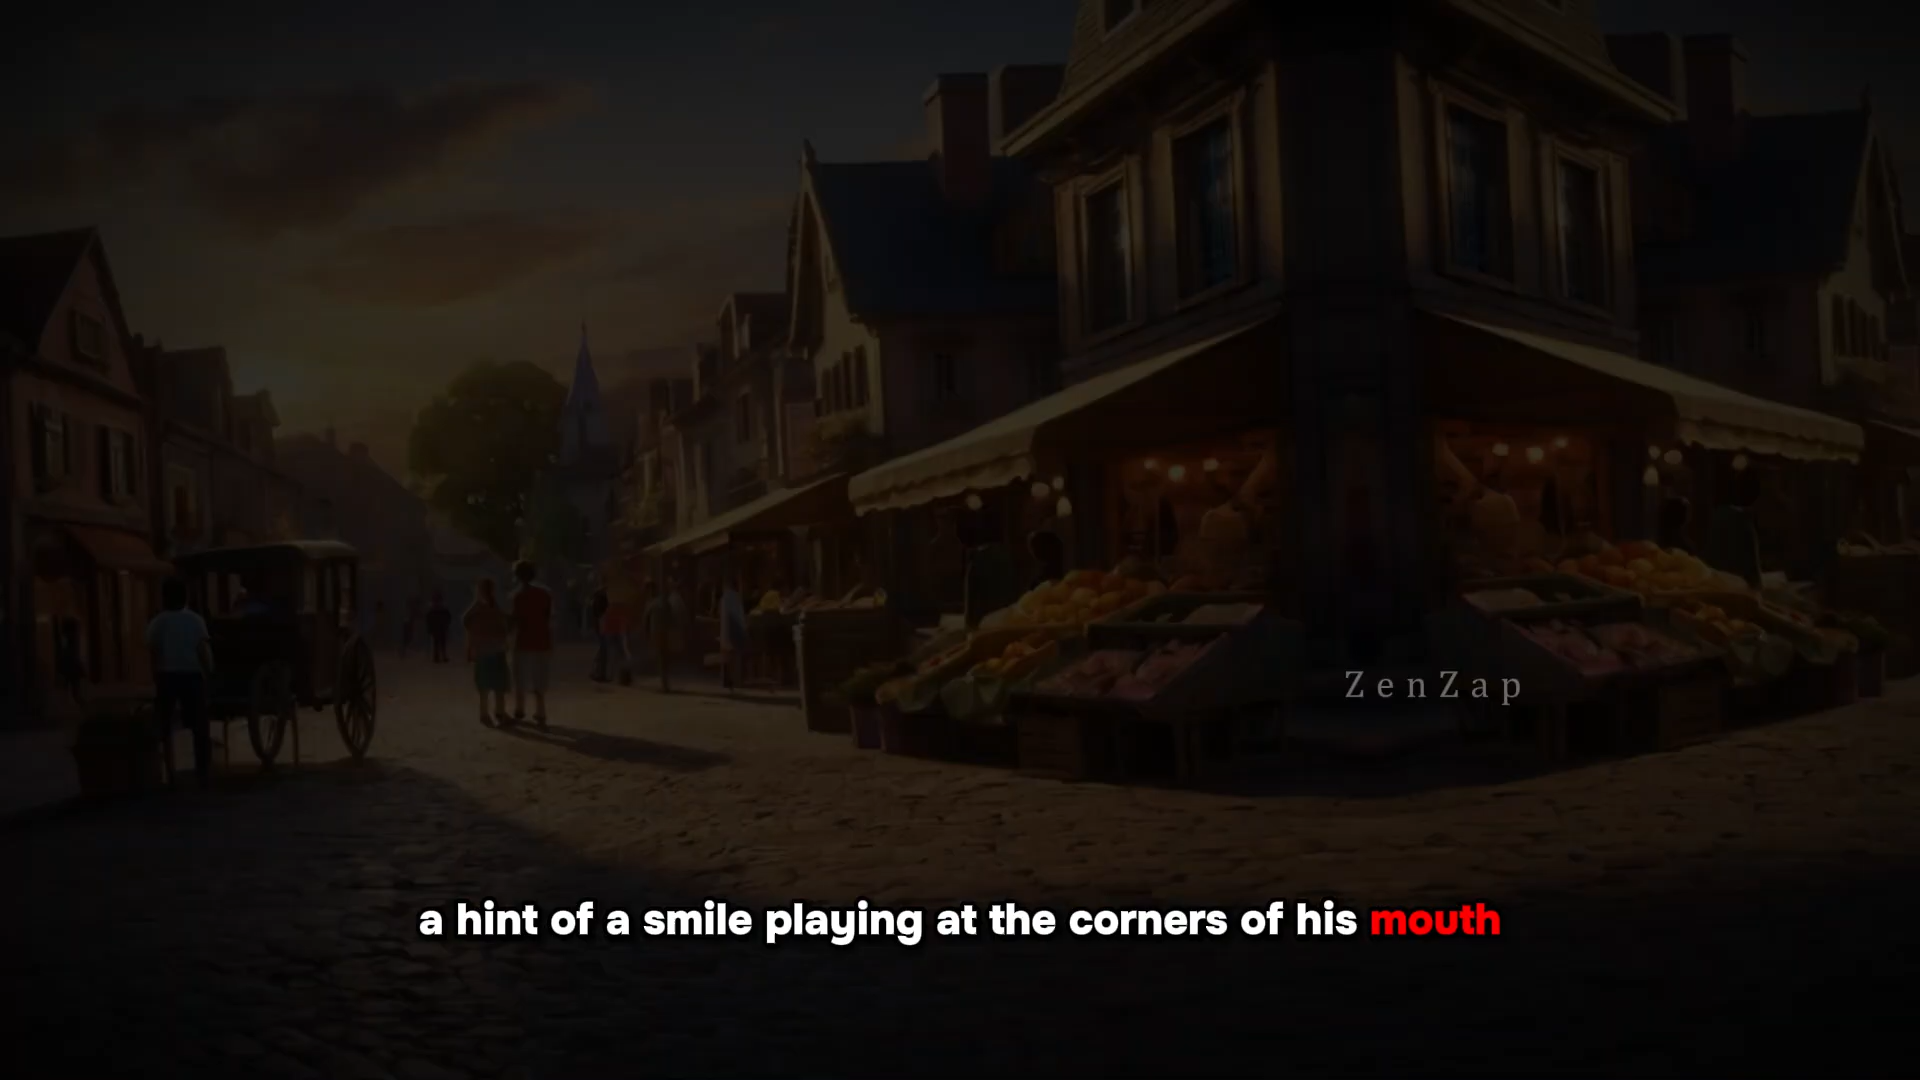 ZenZap
a hint of a smile playing at the corners of his mouth